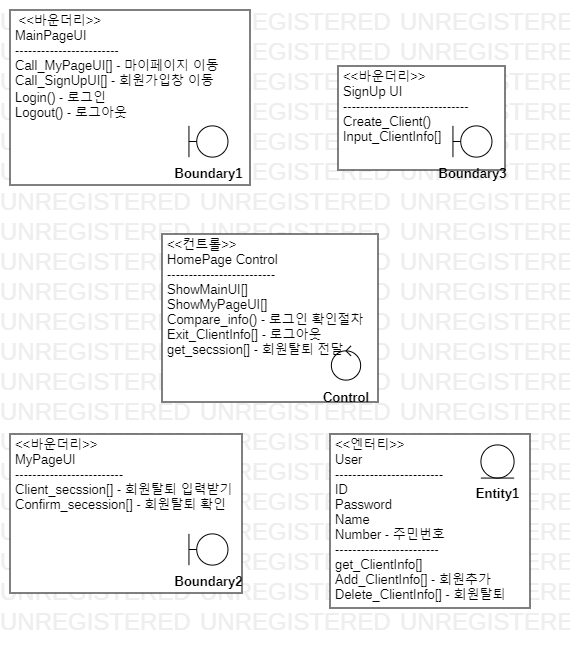 <<바운더리>>
MainPageUI
------------------------
Call_MyPageUI[] - 마이페이지 이동
Call_SignUpUI[] - 회원가입창 이동
Login() - 로그인
Logout() - 로그아웃
Boundary1
<<바운더리>>
SignUp UI
-----------------------------
Create_Client()
Input_ClientInfo[]
Boundary3
<<컨트롤>>
HomePage Control
-------------------------
ShowMainUI[]
ShowMyPageUI[]
Compare_info() - 로그인 확인절차
Exit_ClientInfo[] - 로그아웃
get_secssion[] - 회원탈퇴 전달
Control
<<바운더리>>
MyPageUI
-------------------------
Client_secssion[] - 회원탈퇴 입력받기
Confirm_secession[] - 회원탈퇴 확인
Boundary2
<<엔터티>>
User
-------------------------
ID
Password
Name
Number - 주민번호
------------------------
get_ClientInfo[]
Add_ClientInfo[] - 회원추가
Delete_ClientInfo[] - 회원탈퇴
Entity1
UNREGISTERED UNREGISTERED UNREGISTERED